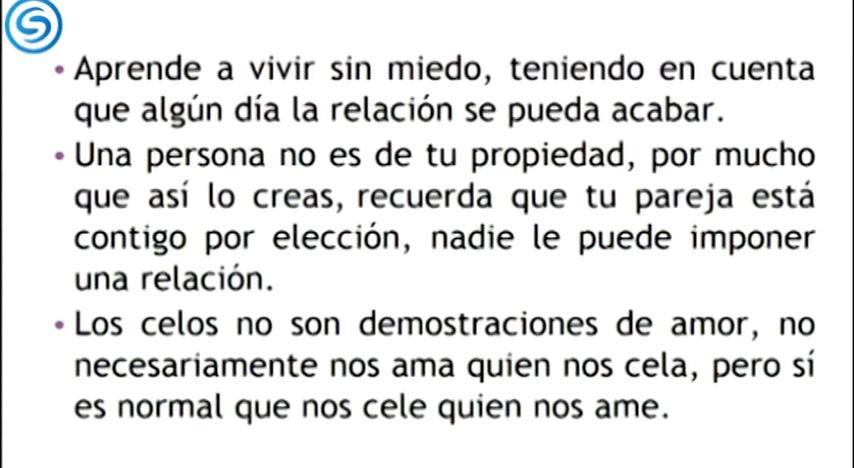 • Aprende a vivir sin miedo, teniendo en cuenta
que algún día la relación se pueda acabar.
• Una persona no es de tu propiedad, por mucho
que así lo creas, recuerda que tu pareja está
contigo por elección, nadie le puede imponer
una relación.
• Los celos no son demostraciones de amor, no
necesariamente nos ama quien nos cela, pero sí
es normal que nos cele quien nos ame.